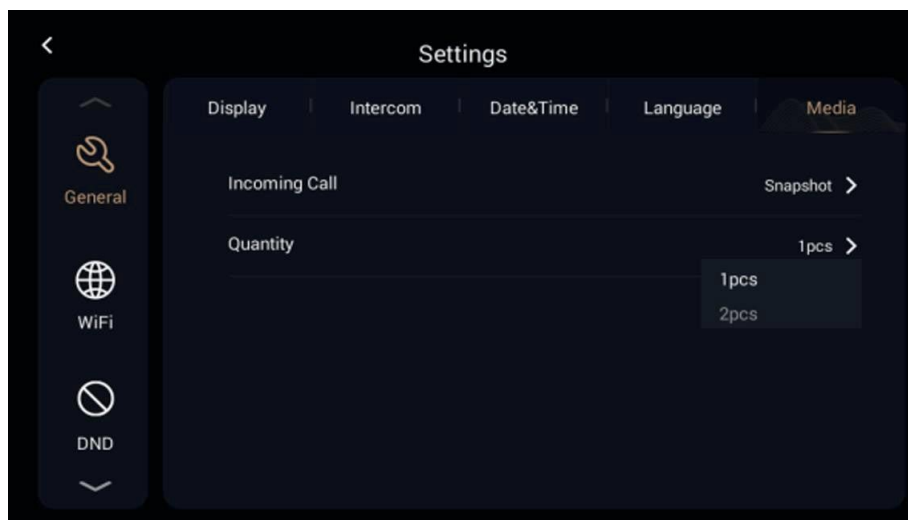 Settings
Display Intercom Date&Time Language Media
General
Incoming Call Snapshot
Quantity 1pcs
1pcs
2pcs
WiFi
DND